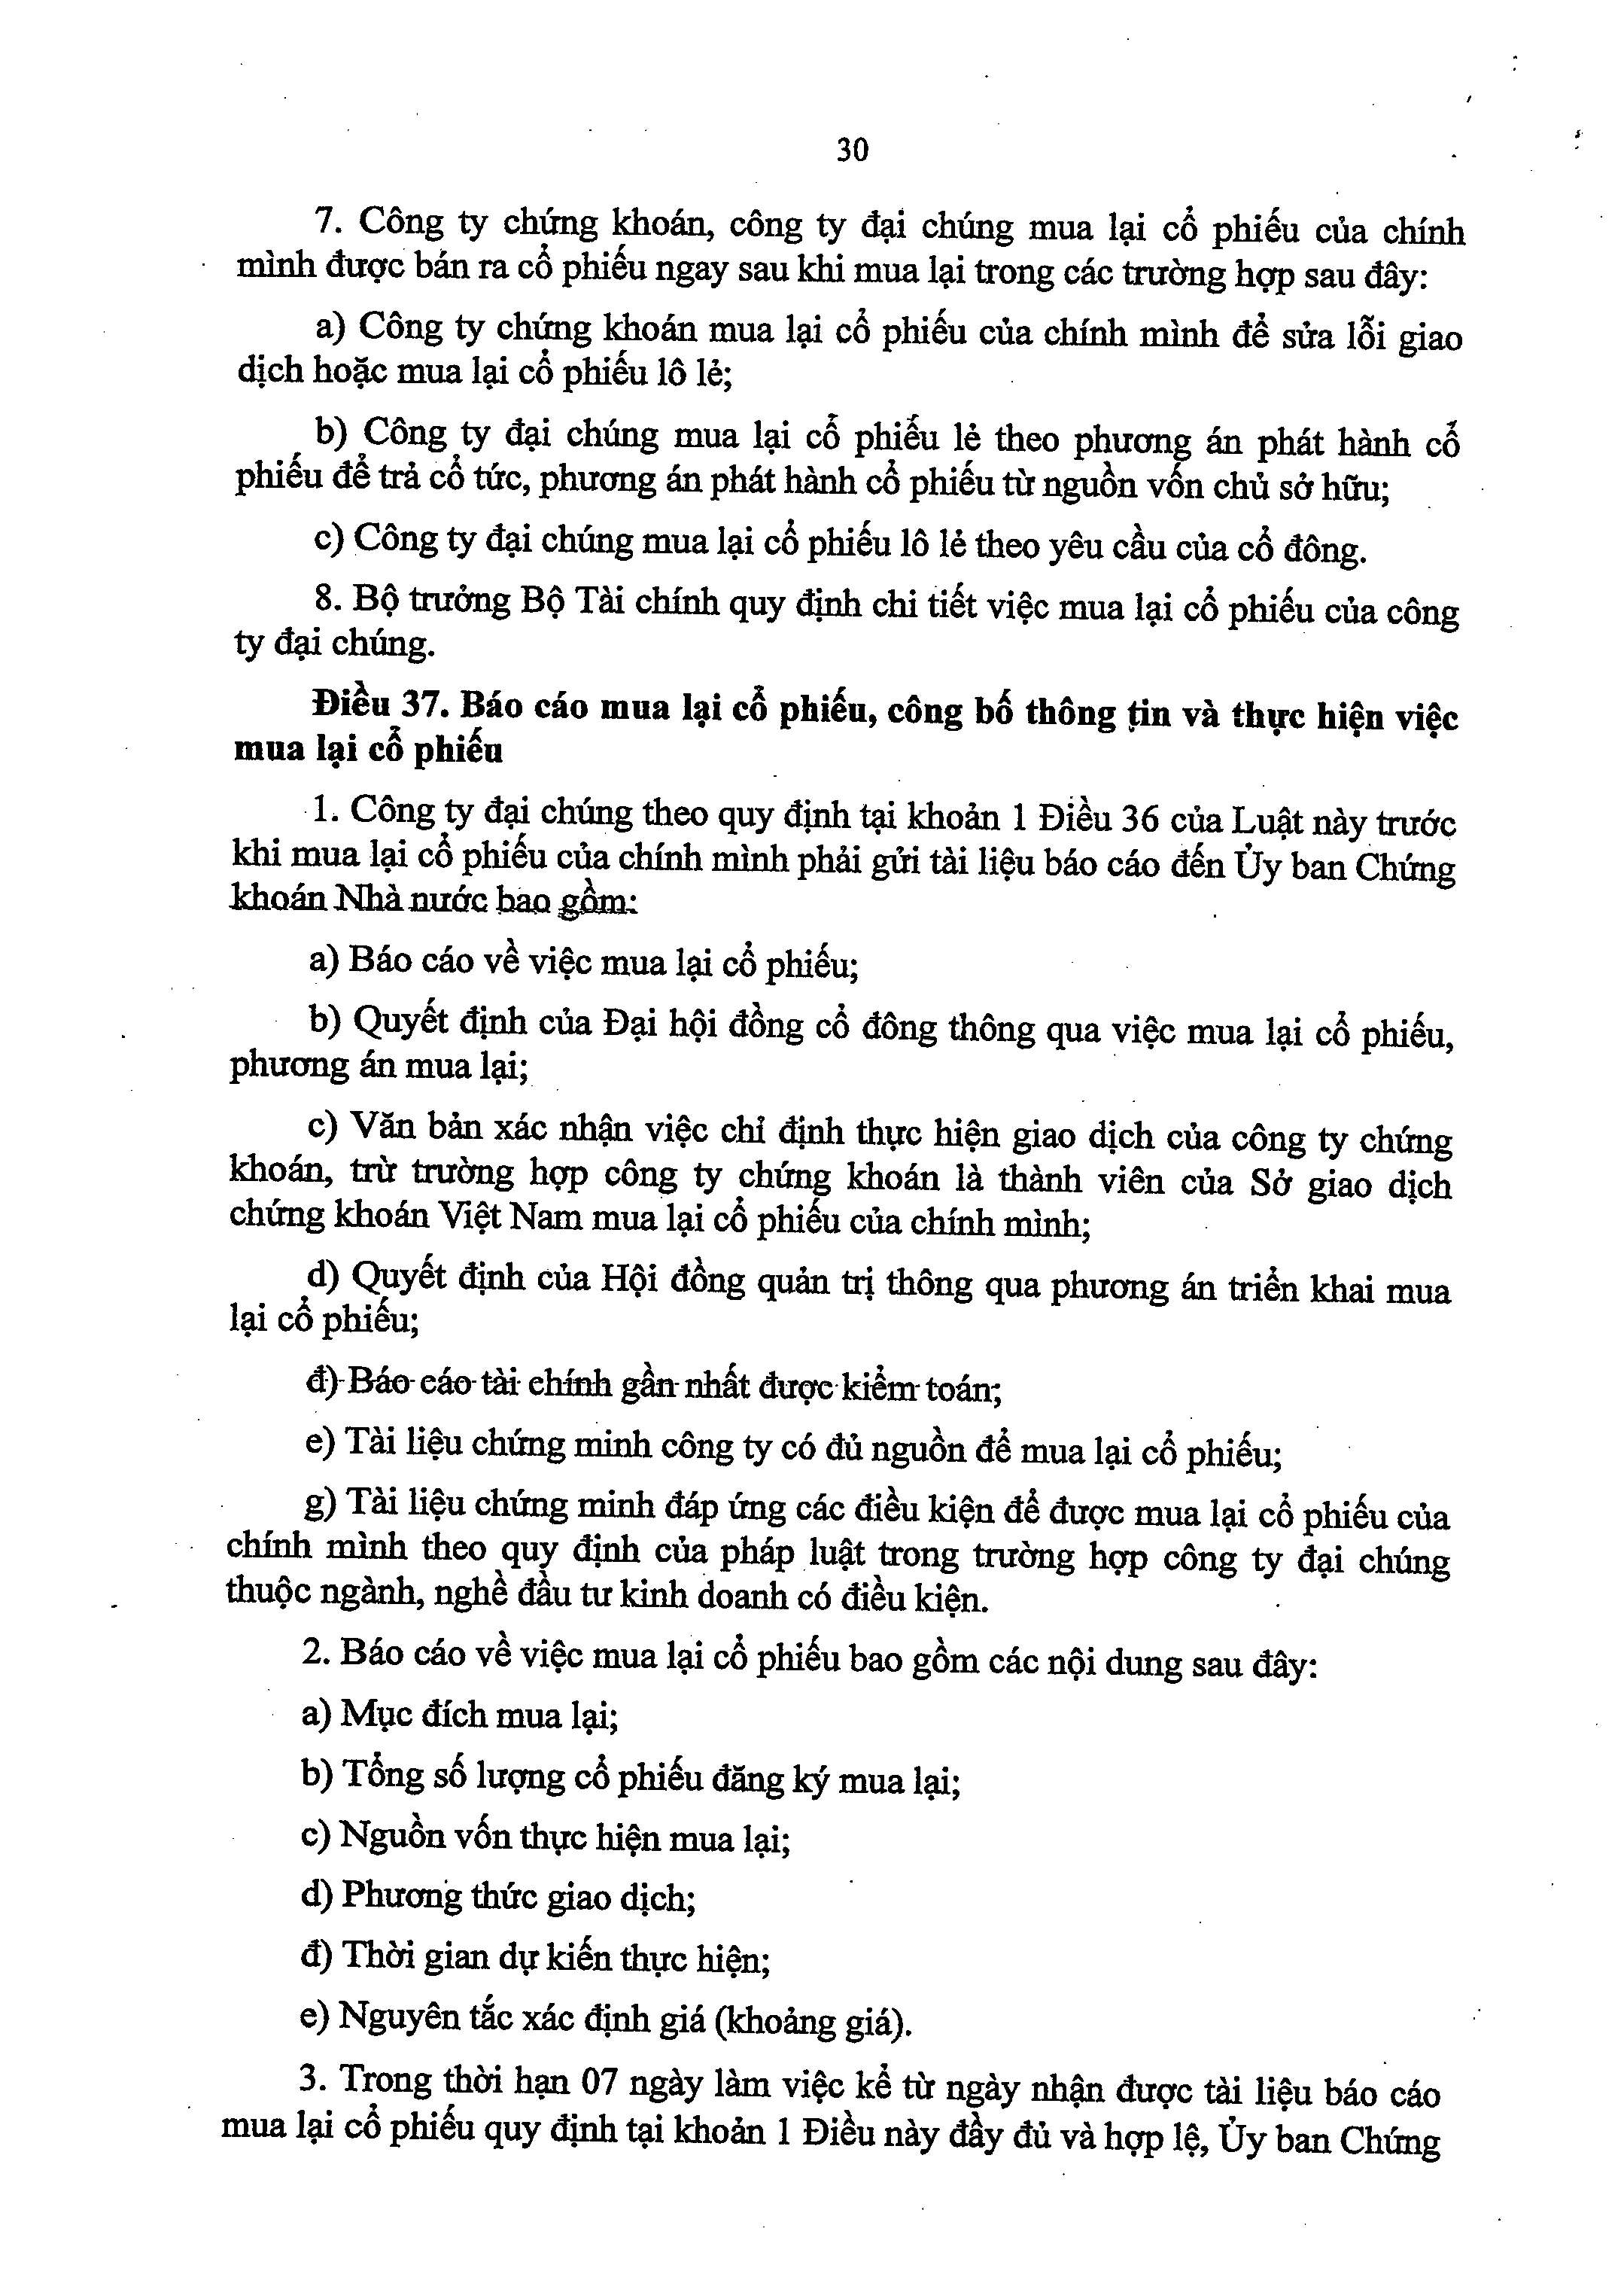 30
7. Công ty chứng khoán, công ty đại chúng mua lại cổ phiếu của chính
mình được bán ra cổ phiếu ngay sau khi mua lại trong các trường hợp sau đây:
a) Công ty chứng khoán mua lại cổ phiếu của chính mình để sửa lỗi giao
dịch hoặc mua lại cổ phiếu lô lẻ;
b) Công ty đại chúng mua lại cổ phiếu lẻ theo phương án phát hành cổ
phiếu để trả cổ tức, phương án phát hành cổ phiếu từ nguồn vốn chủ sở hữu;
c) Công ty đại chúng mua lại cổ phiếu lô lẻ theo yêu cầu của cổ đông.
8. Bộ trưởng Bộ Tài chính quy định chi tiết việc mua lại cổ phiếu của công
ty đại chúng.
Điều 37. Báo cáo mua lại cổ phiếu, công bố thông tin và thực hiện việc
mua lại cổ phiếu
1. Công ty đại chúng theo quy định tại khoản 1 Điều 36 của Luật này trước
khi mua lại cổ phiếu của chính mình phải gửi tài liệu báo cáo đến Ủy ban Chứng
khoán Nhà nước bao gồm:
a) Báo cáo về việc mua lại cổ phiếu;
b) Quyết định của Đại hội đồng cổ đông thông qua việc mua lại cổ phiếu,
phương án mua lại;
c) Văn bản xác nhận việc chỉ định thực hiện giao dịch của công ty chứng
khoán, trừ trường hợp công ty chứng khoán là thành viên của Sở giao dịch
chứng khoán Việt Nam mua lại cổ phiếu của chính mình;
d) Quyết định của Hội đồng quản trị thông qua phương án triển khai mua
lại cổ phiếu;
đ) Báo cáo tài chính gần nhất được kiểm toán;
e) Tài liệu chứng minh công ty có đủ nguồn để mua lại cổ phiếu;
g) Tài liệu chứng minh đáp ứng các điều kiện để được mua lại cổ phiếu của
chính mình theo quy định của pháp luật trong trường hợp công ty đại chúng
thuộc ngành, nghề đầu tư kinh doanh có điều kiện.
2. Báo cáo về việc mua lại cổ phiếu bao gồm các nội dung sau đây:
a) Mục đích mua lại;
b) Tổng số lượng cổ phiếu đăng ký mua lại;
c) Nguồn vốn thực hiện mua lại;
d) Phương thức giao dịch;
đ) Thời gian dự kiến thực hiện;
e) Nguyên tắc xác định giá (khoảng giá).
3. Trong thời hạn 07 ngày làm việc kể từ ngày nhận được tài liệu báo cáo
mua lại cổ phiếu quy định tại khoản 1 Điều này đầy đủ và hợp lệ, Ủy ban Chứng